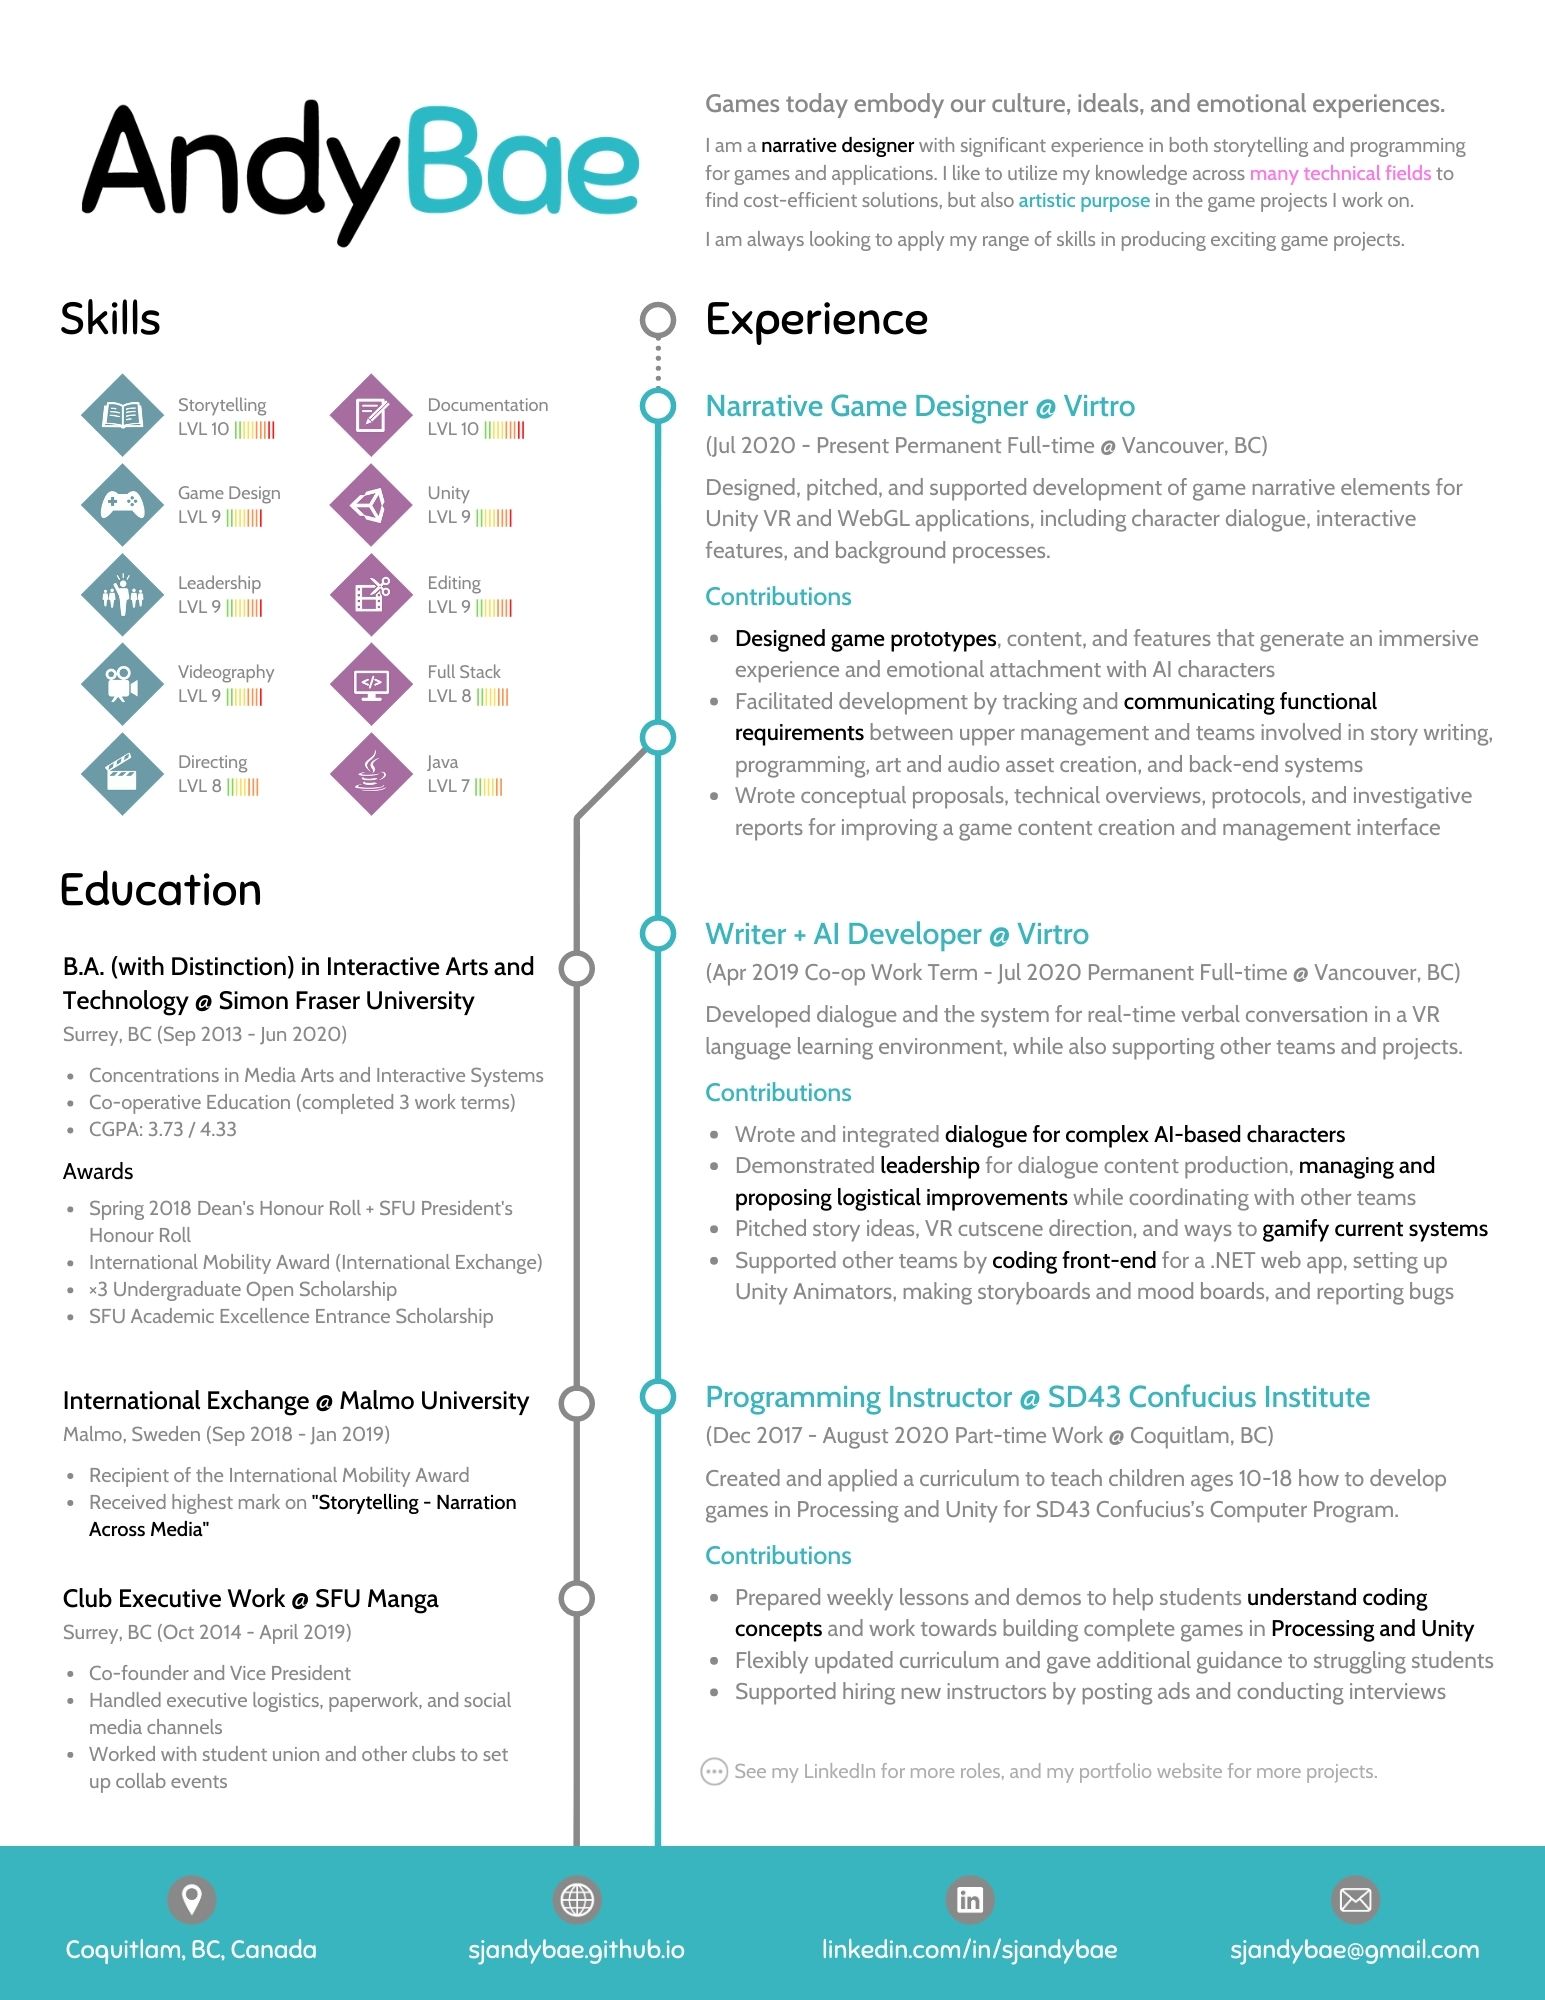 AndyBae
Games today embody our culture, ideals, and emotional experiences.
I am a narrative designer with significant experience in both storytelling and programming
for games and applications. I like to utilize my knowledge across many technical fields to
find cost-efficient solutions, but also artistic purpose in the game projects I work on.
I am always looking to apply my range of skills in producing exciting game projects.
Skills
Storytelling
LVL 10
Documentation
LVL 10
Game Design
LVL 9
Unity
LVL 9
Leadership
LVL 9
Editing
LVL 9
Videography
LVL 9
Full Stack
LVL 8
Directing
LVL 8
Java
LVL 7
Education
B.A. (with Distinction) in Interactive Arts and
Technology @ Simon Fraser University
Surrey, BC (Sep 2013 - Jun 2020)
• Concentrations in Media Arts and Interactive Systems
• Co-operative Education (completed 3 work terms)
• CGPA: 3.73 / 4.33
Awards
• Spring 2018 Dean's Honour Roll + SFU President's
Honour Roll
• International Mobility Award (International Exchange)
• ×3 Undergraduate Open Scholarship
• SFU Academic Excellence Entrance Scholarship
International Exchange @ Malmo University
Malmo, Sweden (Sep 2018 - Jan 2019)
• Recipient of the International Mobility Award
• Received highest mark on "Storytelling - Narration
Across Media"
Club Executive Work @ SFU Manga
Surrey, BC (Oct 2014 - April 2019)
• Co-founder and Vice President
• Handled executive logistics, paperwork, and social
media channels
• Worked with student union and other clubs to set
up collab events
Experience
Narrative Game Designer @ Virtro
(Jul 2020 - Present Permanent Full-time @ Vancouver, BC)
Designed, pitched, and supported development of game narrative elements for
Unity VR and WebGL applications, including character dialogue, interactive
features, and background processes.
Contributions
• Designed game prototypes, content, and features that generate an immersive
experience and emotional attachment with AI characters
• Facilitated development by tracking and communicating functional
requirements between upper management and teams involved in story writing,
programming, art and audio asset creation, and back-end systems
• Wrote conceptual proposals, technical overviews, protocols, and investigative
reports for improving a game content creation and management interface
Writer + AI Developer @ Virtro
(Apr 2019 Co-op Work Term - Jul 2020 Permanent Full-time @ Vancouver, BC)
Developed dialogue and the system for real-time verbal conversation in a VR
language learning environment, while also supporting other teams and projects.
Contributions
• Wrote and integrated dialogue for complex AI-based characters
• Demonstrated leadership for dialogue content production, managing and
proposing logistical improvements while coordinating with other teams
• Pitched story ideas, VR cutscene direction, and ways to gamify current systems
• Supported other teams by coding front-end for a .NET web app, setting up
Unity Animators, making storyboards and mood boards, and reporting bugs
Programming Instructor @ SD43 Confucius Institute
(Dec 2017 - August 2020 Part-time Work @ Coquitlam, BC)
Created and applied a curriculum to teach children ages 10-18 how to develop
games in Processing and Unity for SD43 Confucius's Computer Program.
Contributions
• Prepared weekly lessons and demos to help students understand coding
concepts and work towards building complete games in Processing and Unity
• Flexibly updated curriculum and gave additional guidance to struggling students
• Supported hiring new instructors by posting ads and conducting interviews
See my LinkedIn for more roles, and my portfolio website for more projects.
Coquitlam, BC, Canada
sjandybae.github.io
linkedin.com/in/sjandybae
sjandybae@gmail.com